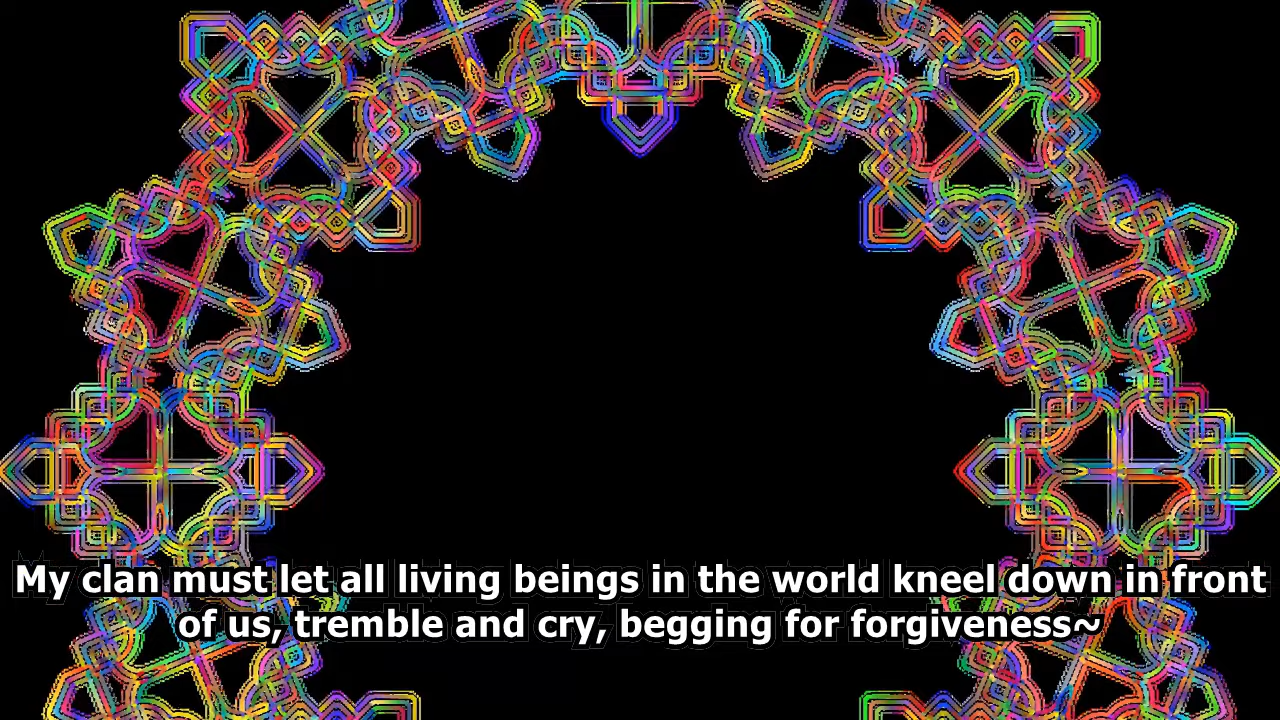 My clan must let all living beings in the world kneel down in front
of us, tremble and cry, begging for forgiveness~